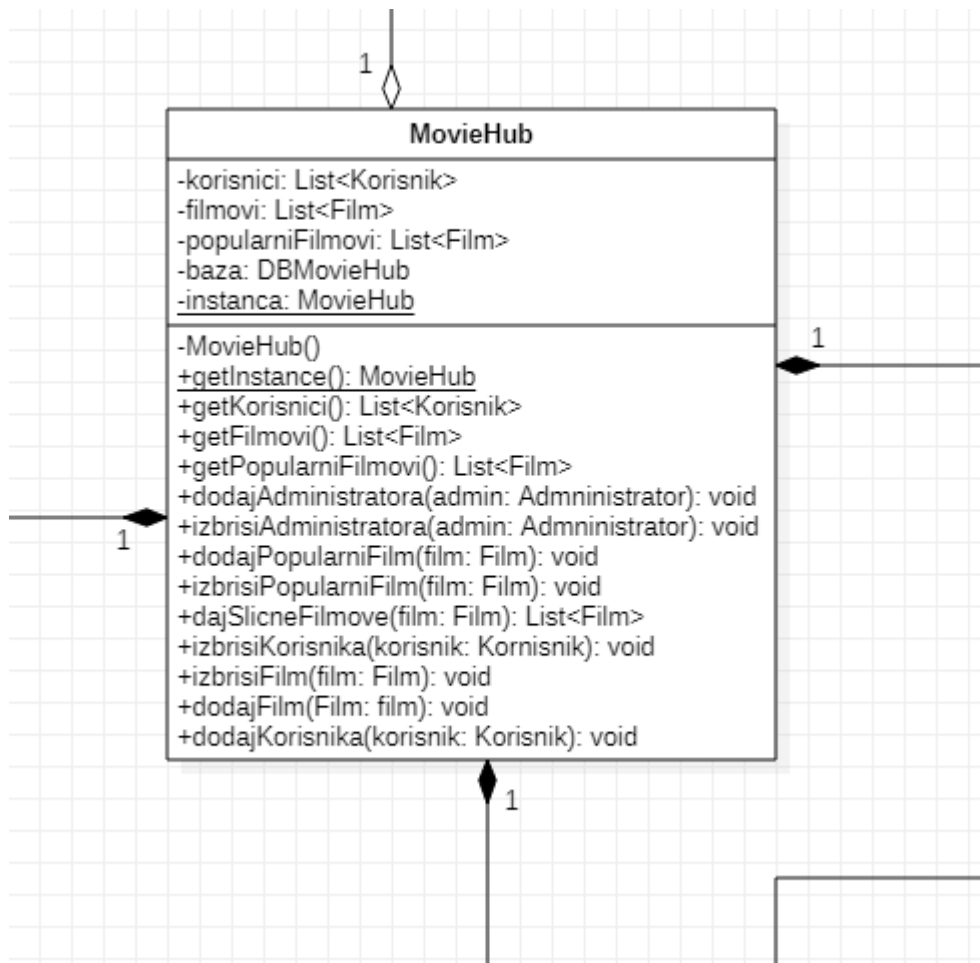 1
MovieHub
-korisnici: List<Korisnik>
-filmovi: List<Film>
-popularniFilmovi: List<Film>
-baza: DBMovieHub
-instanca: MovieHub
1
-MovieHub()
+getInstance(): MovieHub
+getKorisnici(): List<Korisnik>
+getFilmovi(): List<Film>
+getPopularniFilmovi(): List<Film>
+dodajAdministratora(admin: Admninistrator): void
+izbrisiAdministratora(admin: Admninistrator): void
1
+dodajPopularniFilm(film: Film): void
+izbrisiPopularniFilm(film: Film): void
+dajSlicneFilmove(film: Film): List<Film>
+izbrisiKorisnika(korisnik: Kornisnik): void
+izbrisiFilm(film: Film): void
+dodajFilm(Film: film): void
+dodajKorisnika(korisnik: Korisnik): void
1